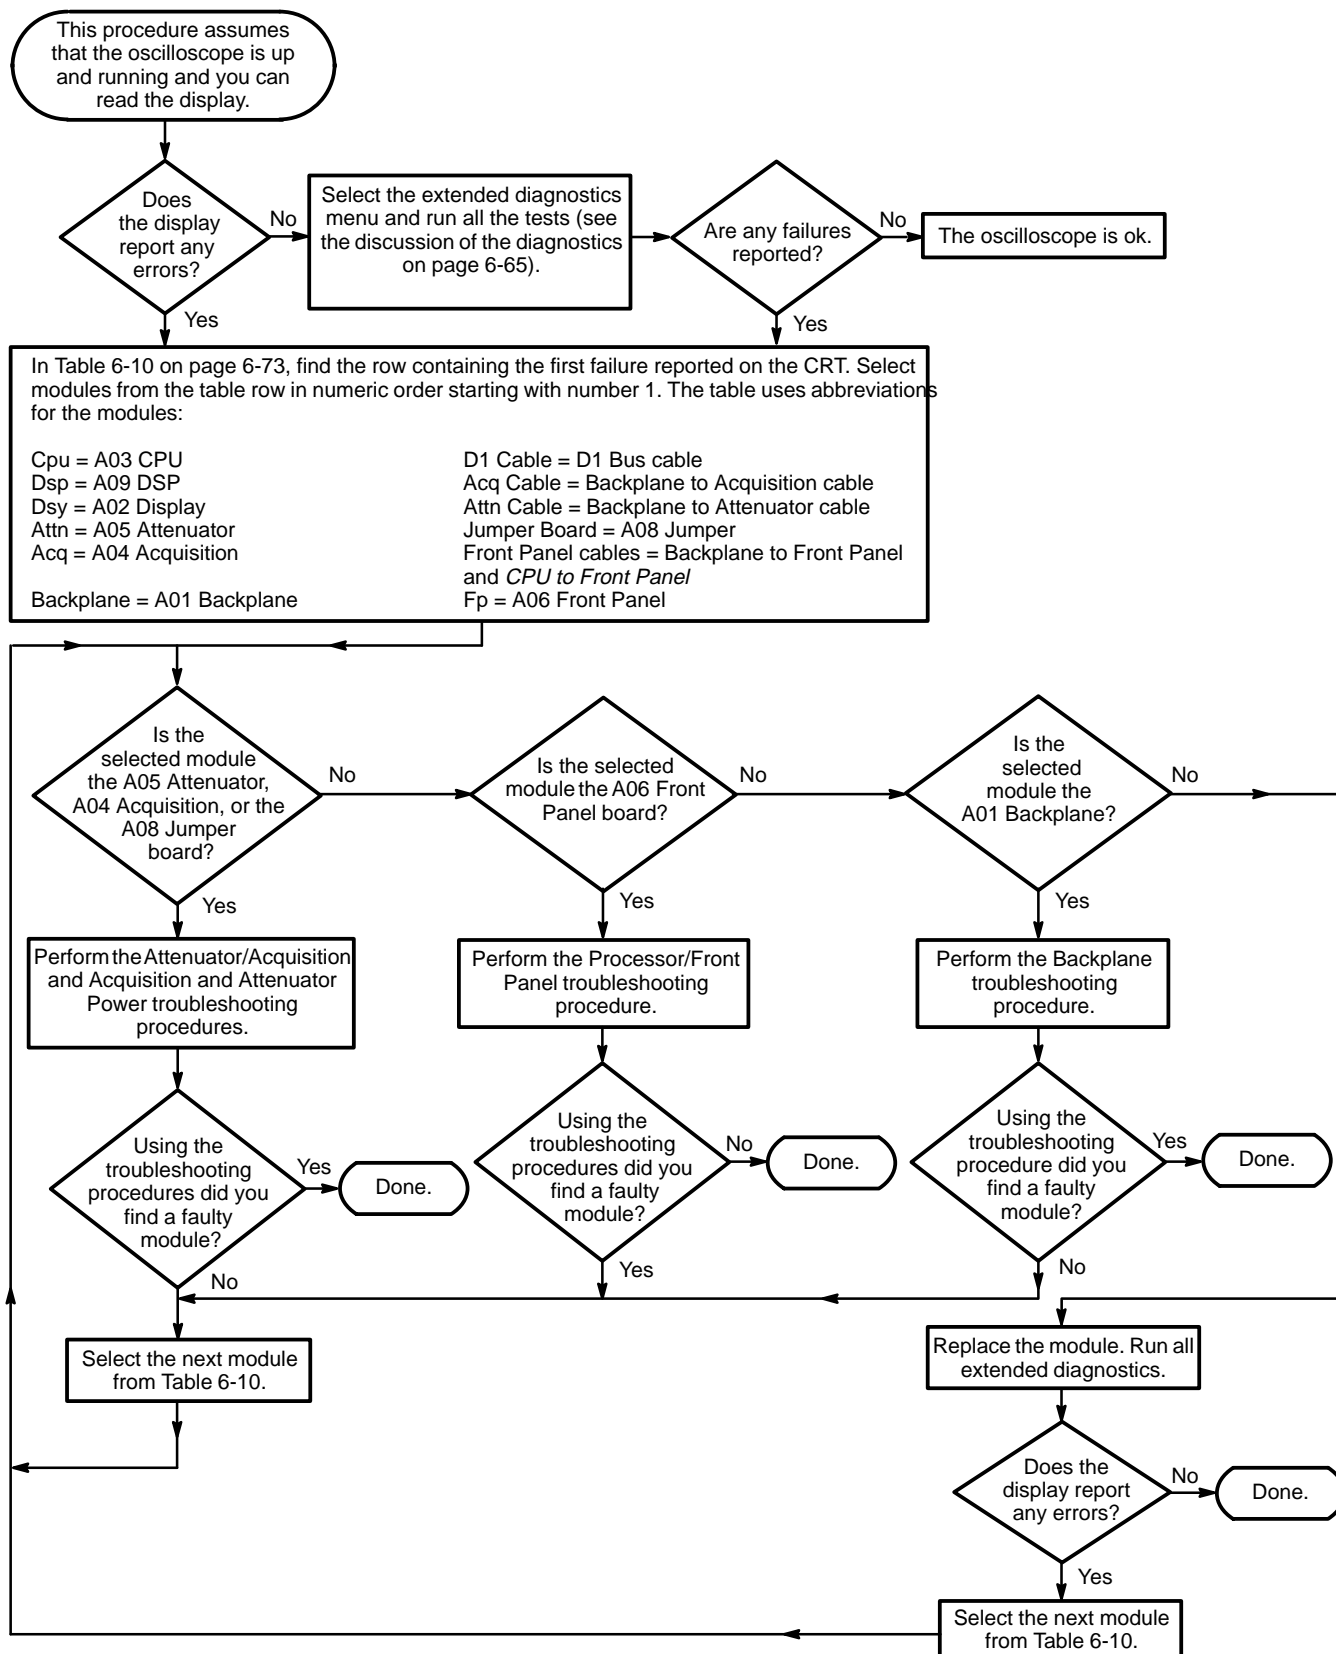 This procedure assumes
that the oscilloscope is up
and running and you can
read the display.
Does
the display
report any
errors?
No
Select the extended diagnostics
menu and run all the tests (see
the discussion of the diagnostics
on page 6-65).
Are any failures
reported?
No
The oscilloscope is ok.
Yes
Yes
In Table 6-10 on page 6-73, find the row containing the first failure reported on the CRT. Select
modules from the table row in numeric order starting with number 1. The table uses abbreviations
for the modules:
Cpu = A03 CPU
Dsp = A09 DSP
Dsy = A02 Display
Attn = A05 Attenuator
Acq = A04 Acquisition
Backplane = A01 Backplane
D1 Cable = D1 Bus cable
Acq Cable = Backplane to Acquisition cable
Attn Cable = Backplane to Attenuator cable
Jumper Board = A08 Jumper
Front Panel cables = Backplane to Front Panel
and CPU to Front Panel
Fp = A06 Front Panel
Is the
selected module
the A05 Attenuator,
A04 Acquisition, or the
A08 Jumper
board?
No
Is the selected
module the A06 Front
Panel board?
No
Is the
selected
module the
A01 Backplane?
No
Yes
Yes
Yes
Perform the Attenuator/Acquisition
and Acquisition and Attenuator
Power troubleshooting
procedures.
Perform the Processor/Front
Panel troubleshooting
procedure.
Perform the Backplane
troubleshooting
procedure.
Using the
troubleshooting
procedures did you
find a faulty
module?
Yes
Done.
Using the
troubleshooting
procedures did you
find a faulty
module?
No
Done.
Using the
troubleshooting
procedure did you
find a faulty
module?
Yes
Done.
No
Yes
No
Select the next module
from Table 6-10.
Replace the module. Run all
extended diagnostics.
Does the
display report
any errors?
No
Done.
Yes
Select the next module
from Table 6-10.